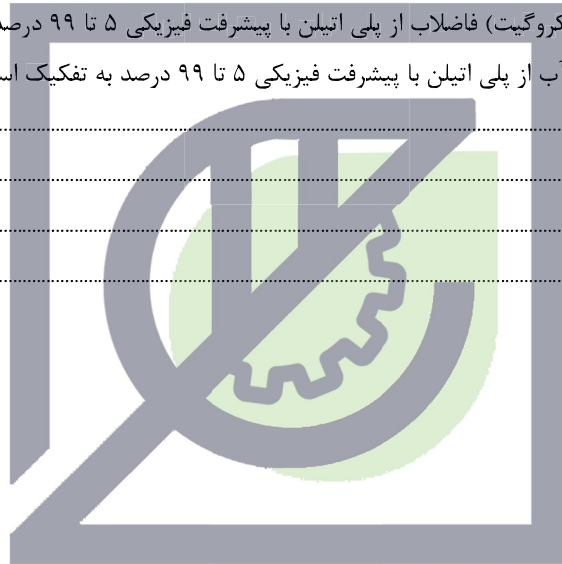 کروگیت) فاضلاب از پلی اتیلن با پیشرفت فیزیکی ۵ تا ۹۹ درصد
آب از پلی اتیلن با پیشرفت فیزیکی ۵ تا ۹۹ درصد به تفکیک